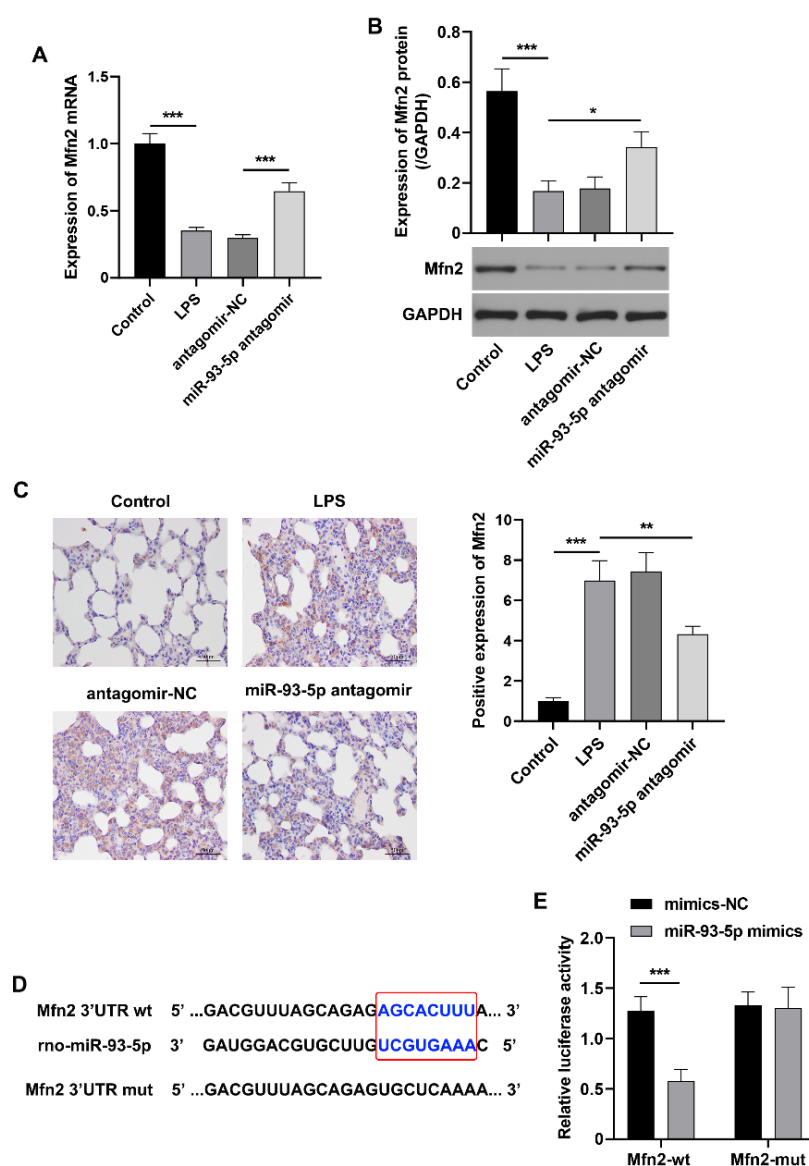 A
Expression of Mfn2 mRNA
1.5
1.0
0.5
0
***
***
Control
LPS
antagomir-NC
miR-93-5p antagomir
B
Expression of Mfn2 protein
(/GAPDH)
0.8
0.6
0.4
0.2
0
***
*
Mfn2
GAPDH
Control
LPS
antagomir-NC
miR-93-5p antagomir
C
Control
LPS
antagomir-NC
miR-93-5p antagomir
Positive expression of Mfn2
10
8
6
4
2
0
***
**
Control
LPS
antagomir-NC
miR-93-5p antagomir
D
Mfn2 3’UTR wt 5’ ...GACGUUUAGCAGAGAGCACUUUA... 3’
rno-miR-93-5p 3’ GAUGGACGUGCUUGUCGUGAAAC 5’
Mfn2 3’UTR mut 5’ ...GACGUUUAGCAGAGUGCUCAAAA... 3’
E
mimics-NC
miR-93-5p mimics
Relative luciferase activity
2.0
1.5
1.0
0.5
0
***
Mfn2-wt
Mfn2-mut